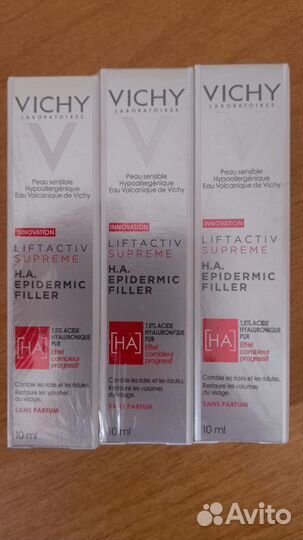 VICHY
LABORATOIRES
Peau sensible
Hypoallergénique
Eau Volcanique de Vichy
INNOVATION
LIFTACTIV
SUPREME
H.A.
EPIDERMIC
FILLER
[HA]
1,5% ACIDE
HYALURONIQUE
PUR
Effet
combleur
progressif
Comble les rides et les ridules.
Restaure les volumes
du visage.
SANS PARFUM
10 ml
VICHY
LABORATOIRES
Peau sensible
Hypoallergénique
Eau Volcanique de Vichy
INNOVATION
LIFTACTIV
SUPREME
H.A.
EPIDERMIC
FILLER
[HA]
1,5% ACIDE
HYALURONIQUE
PUR
Effet
combleur
progressif
Comble les rides et les ridules.
Restaure les volumes
du visage.
SANS PARFUM
10 ml
VICHY
LABORATOIRES
Peau sensible
Hypoallergénique
Eau Volcanique de Vichy
INNOVATION
LIFTACTIV
SUPREME
H.A.
EPIDERMIC
FILLER
[HA]
1,5% ACIDE
HYALURONIQUE
PUR
Effet
combleur
progressif
Comble les rides et les ridules.
Restaure les volumes
du visage.
SANS PARFUM
10 ml
Avito